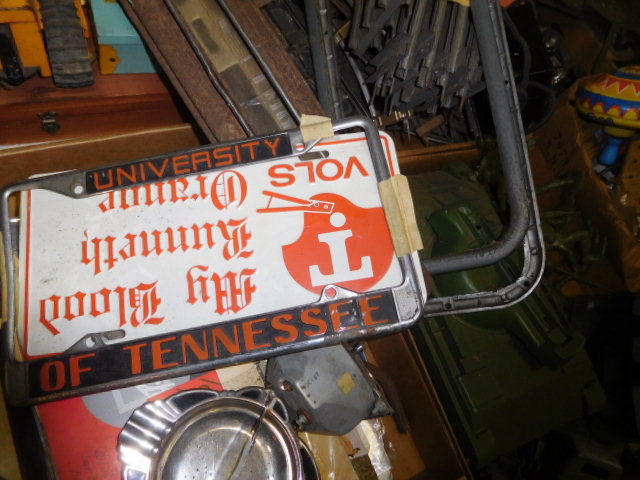 UNIVERSITY
OF TENNESSEE
My Blood
Runneth
Orange
T
VOLS